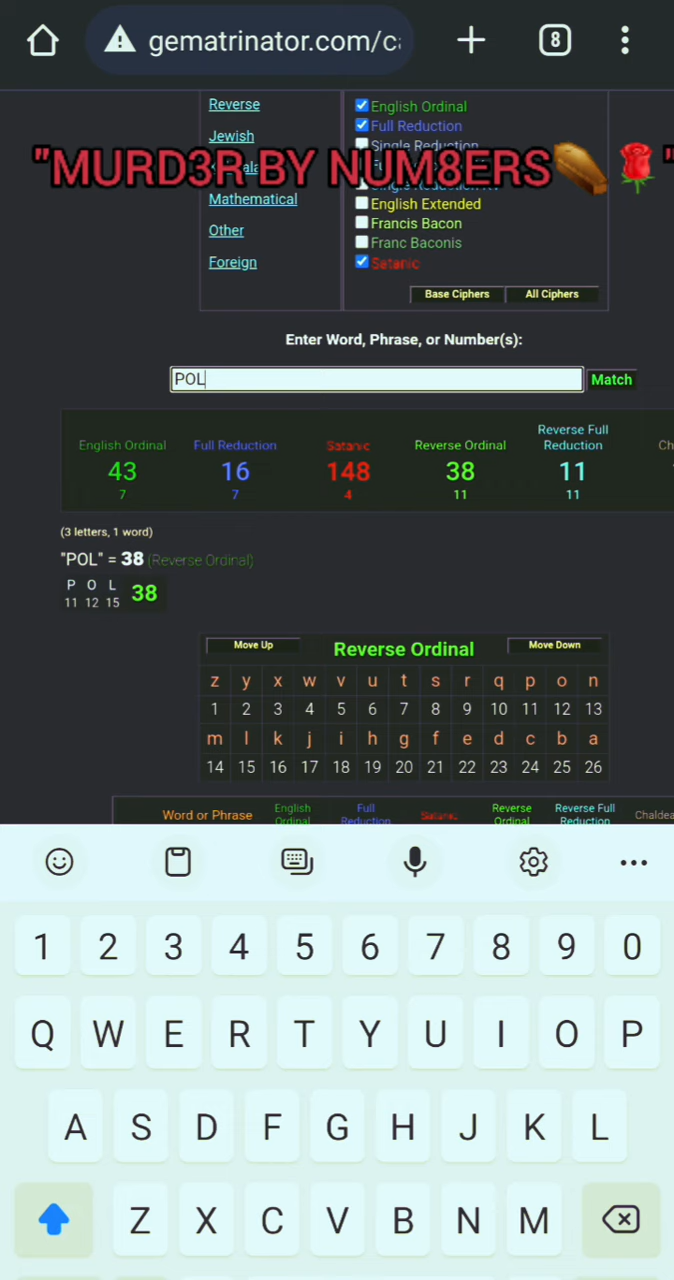 gematrinator.com/c
8
Reverse
Jewish
Mathematical
Other
Foreign
English Ordinal
Full Reduction
Single Reduction
English Extended
Francis Bacon
Franc Baconis
Satanic
"MURD3R BY NUM8ERS⚰️🌹"
Base Ciphers All Ciphers
Enter Word, Phrase, or Number(s):
POL Match
English Ordinal Full Reduction Satanic Reverse Ordinal Reverse Full Reduction Ch
43 16 148 38 11
7 7 4 11 11
(3 letters, 1 word)
"POL" = 38 (Reverse Ordinal)
P O L 38
11 12 15
Move Up Reverse Ordinal Move Down
z y x w v u t s r q p o n
1 2 3 4 5 6 7 8 9 10 11 12 13
m l k j i h g f e d c b a
14 15 16 17 18 19 20 21 22 23 24 25 26
Word or Phrase English Ordinal Full Reduction Satanic Reverse Ordinal Reverse Full Reduction Chaldea
1 2 3 4 5 6 7 8 9 0
Q W E R T Y U I O P
A S D F G H J K L
Z X C V B N M